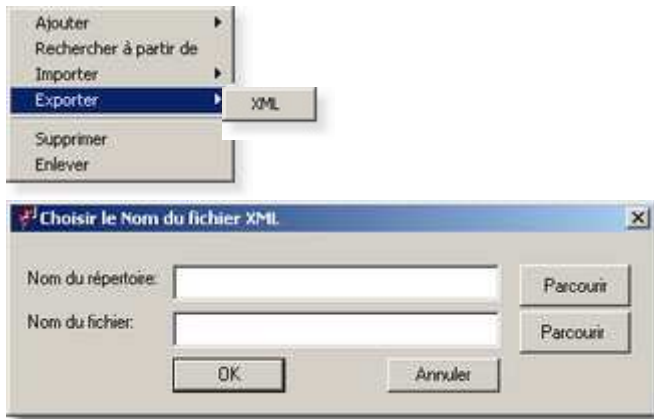 Ajouter
Rechercher à partir de
Importer
Exporter
XML
Supprimer
Enlever
Choisir le Nom du fichier XML
Nom du répertoire:
Parcourir
Nom du fichier:
Parcourir
OK
Annuler